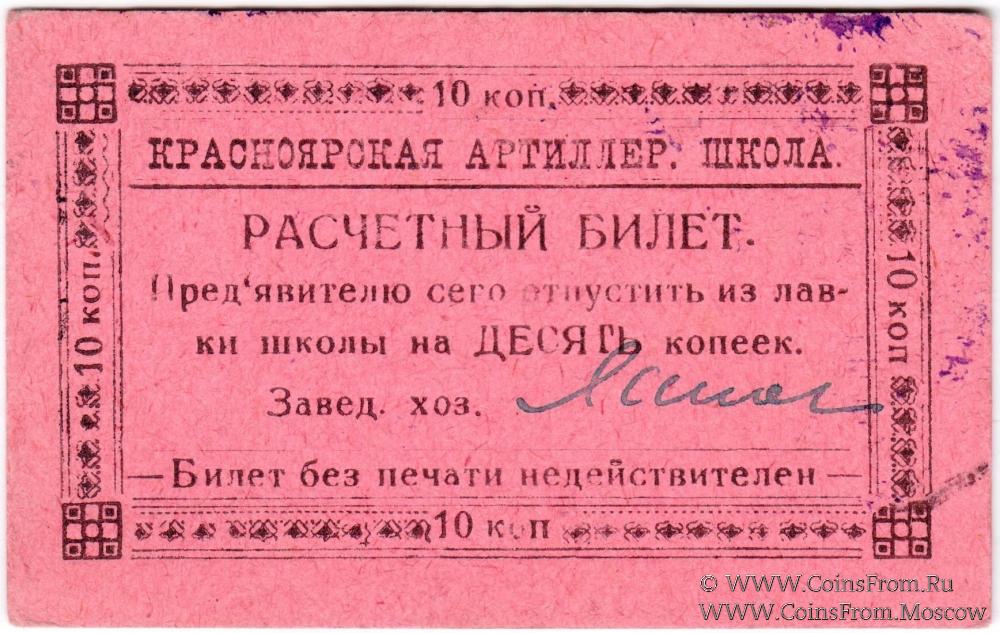 10 коп.
КРАСНОЯРСКАЯ АРТИЛЛЕР. ШКОЛА.
РАСЧЕТНЫЙ БИЛЕТ.
Пред‘явителю сего отпустить из лав-
ки школы на ДЕСЯТЬ копеек.
Завед. хоз.
— Билет без печати недействителен —
10 коп
10 коп.
10 коп
© WWW.CoinsFrom.Ru
WWW.CoinsFrom.Moscow